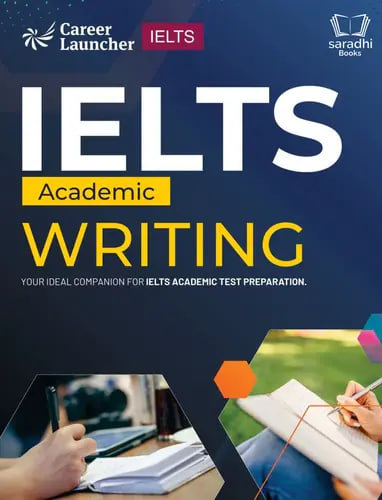 Career
Launcher
IELTS
saradhi
Books
IELTS
Academic
WRITING
YOUR IDEAL COMPANION FOR IELTS ACADEMIC TEST PREPARATION.